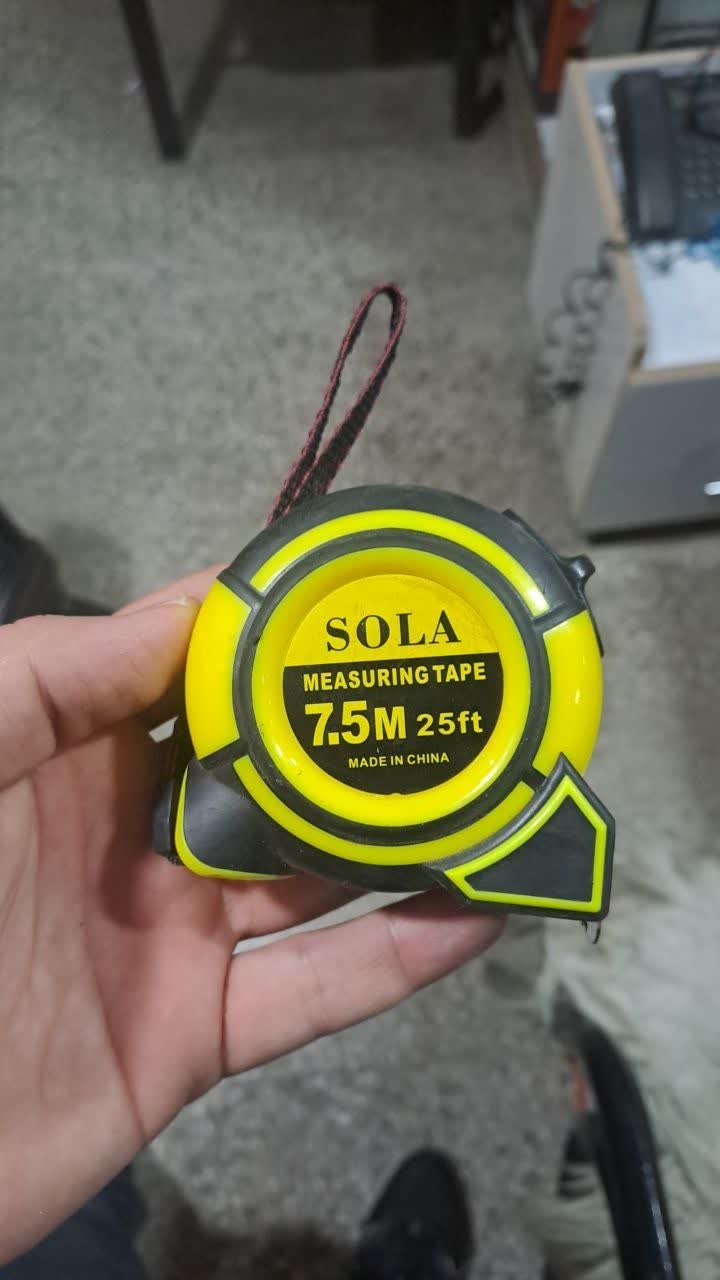 SOLA
MEASURING TAPE
7.5M 25ft
MADE IN CHINA